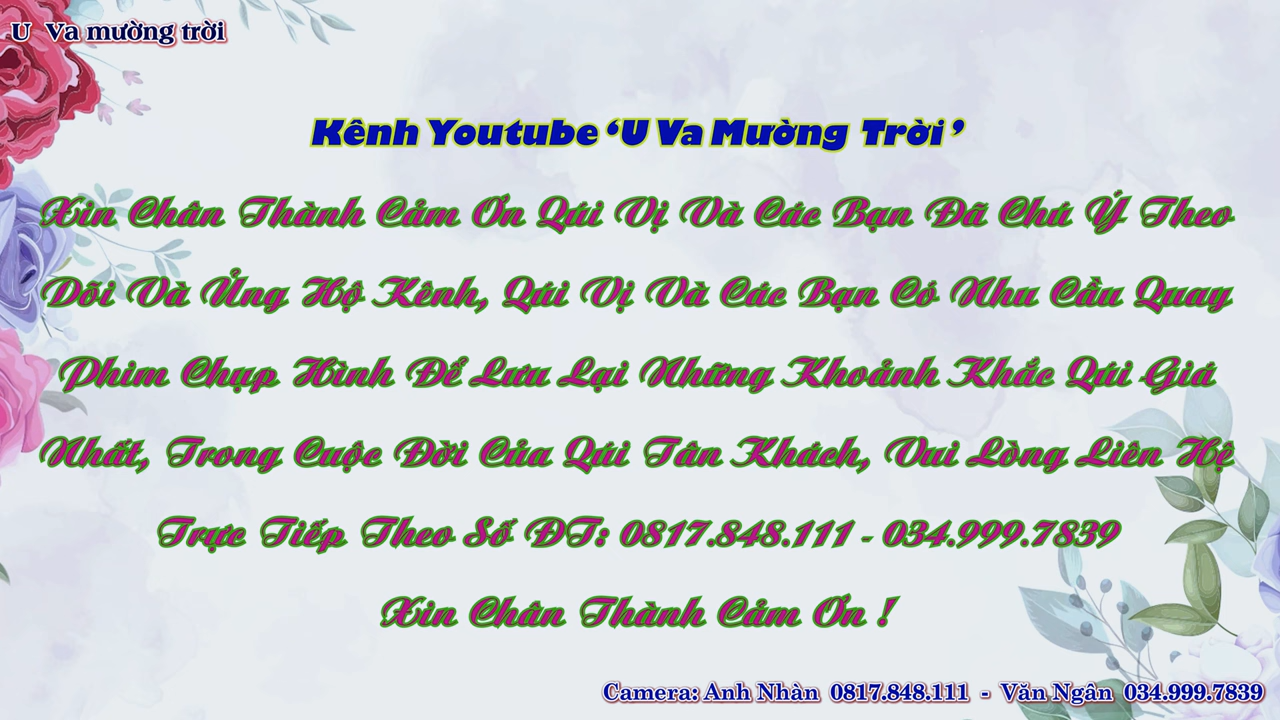 U Va mường trời
Kênh Youtube ‘U Va Mường Trời’
Xin Chân Thành Cảm Ơn Qúi Vị Và Các Bạn Đã Chú Ý Theo
Dõi Và Ủng Hộ Kênh, Qúi Vị Và Các Bạn Có Nhu Cầu Quay
Phim Chụp Hình Để Lưu Lại Những Khoảnh Khắc Qúi Giá
Nhất, Trong Cuộc Đời Của Qúi Tân Khách, Vui Lòng Liên Hệ
Trực Tiếp Theo Số ĐT: 0817.848.111 - 034.999.7839
Xin Chân Thành Cảm Ơn !
Camera: Anh Nhàn 0817.848.111 - Văn Ngân 034.999.7839